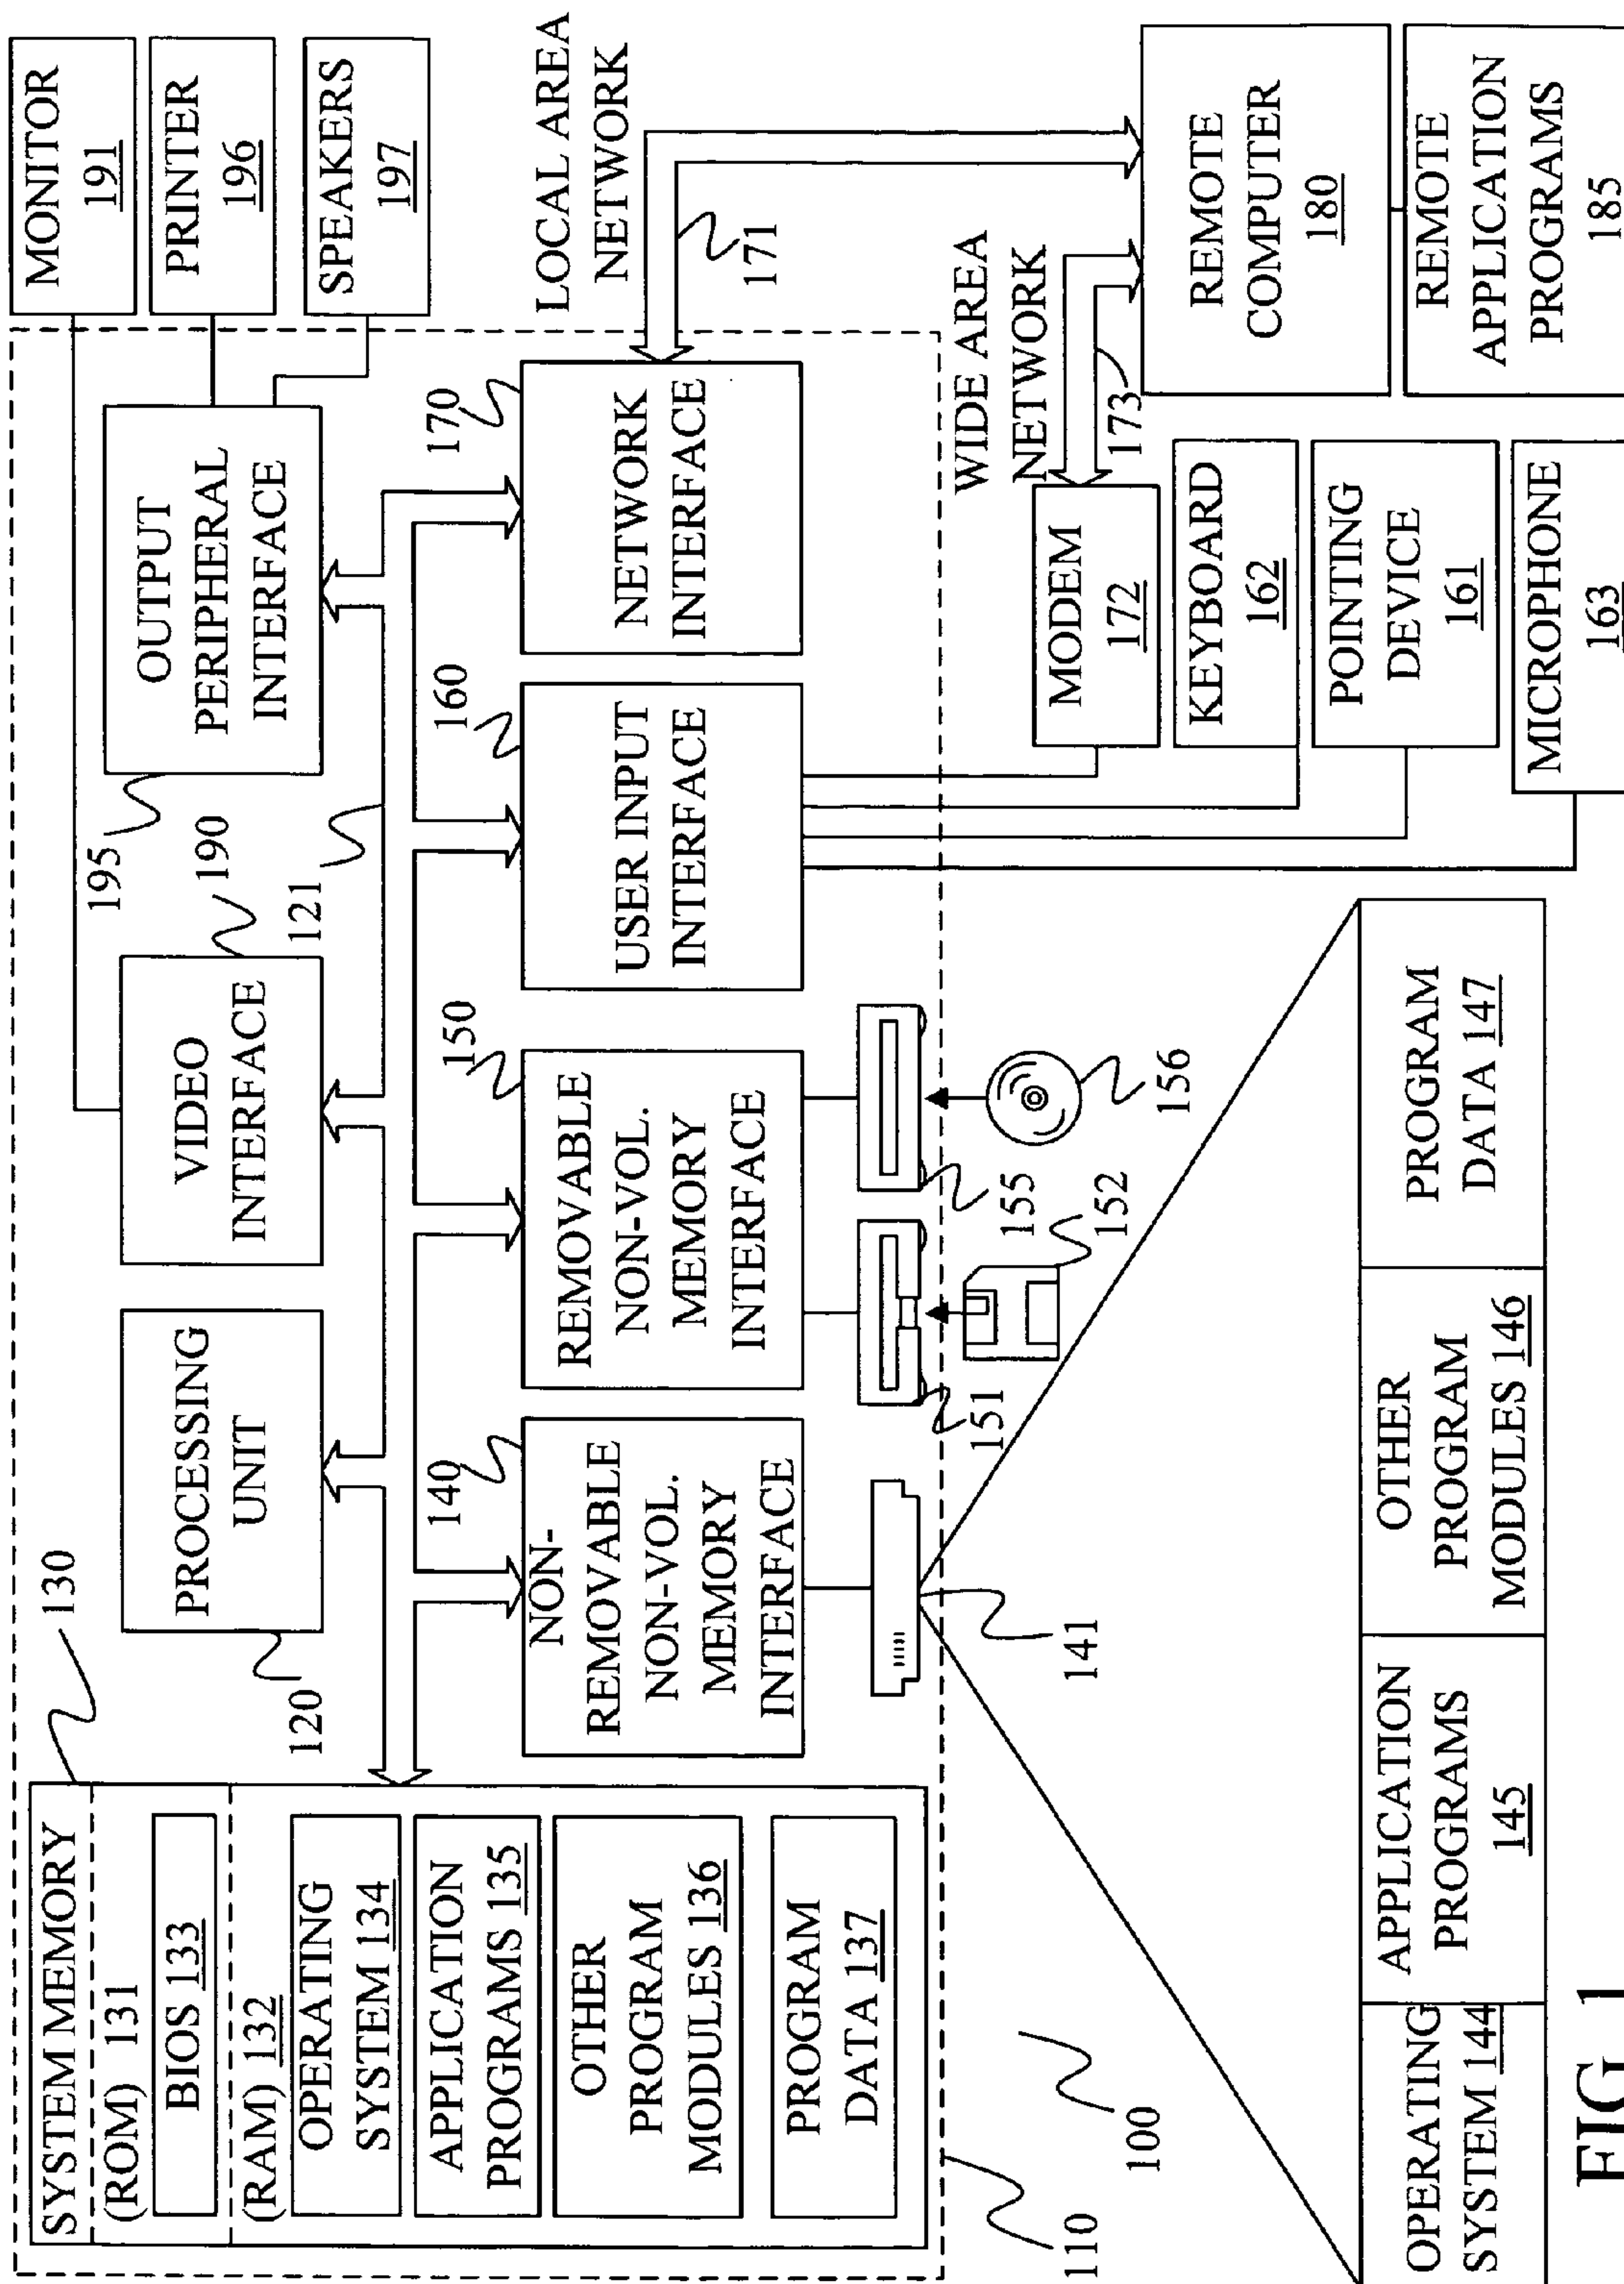 SYSTEM MEMORY
(ROM) 131
BIOS 133
(RAM) 132
OPERATING
SYSTEM 134
APPLICATION
PROGRAMS 135
OTHER
PROGRAM
MODULES 136
PROGRAM
DATA 137
130
PROCESSING
UNIT
120
VIDEO
INTERFACE
190
121
OUTPUT
PERIPHERAL
INTERFACE
195
MONITOR
191
PRINTER
196
SPEAKERS
197
NON-
REMOVABLE
NON-VOL.
MEMORY
INTERFACE
140
REMOVABLE
NON-VOL.
MEMORY
INTERFACE
150
USER INPUT
INTERFACE
160
NETWORK
INTERFACE
170
LOCAL AREA
NETWORK
171
141
151
152
155
156
WIDE AREA
NETWORK
173
MODEM
172
KEYBOARD
162
POINTING
DEVICE
161
MICROPHONE
163
REMOTE
COMPUTER
180
REMOTE
APPLICATION
PROGRAMS
185
110
100
OPERATING
SYSTEM 144
APPLICATION
PROGRAMS
145
OTHER
PROGRAM
MODULES 146
PROGRAM
DATA 147
FIG 1